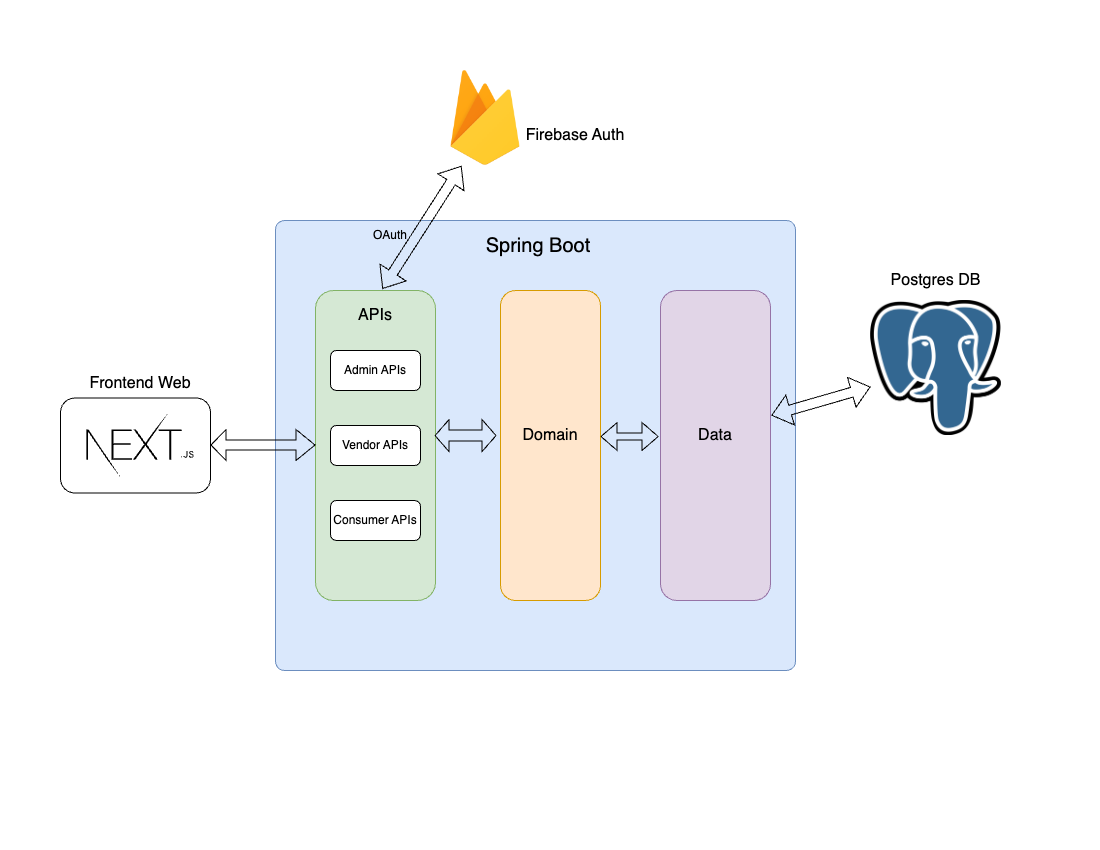 Firebase Auth
OAuth
Spring Boot
Postgres DB
APIs
Admin APIs
Frontend Web
NEXT.JS
Vendor APIs
Domain
Data
Consumer APIs